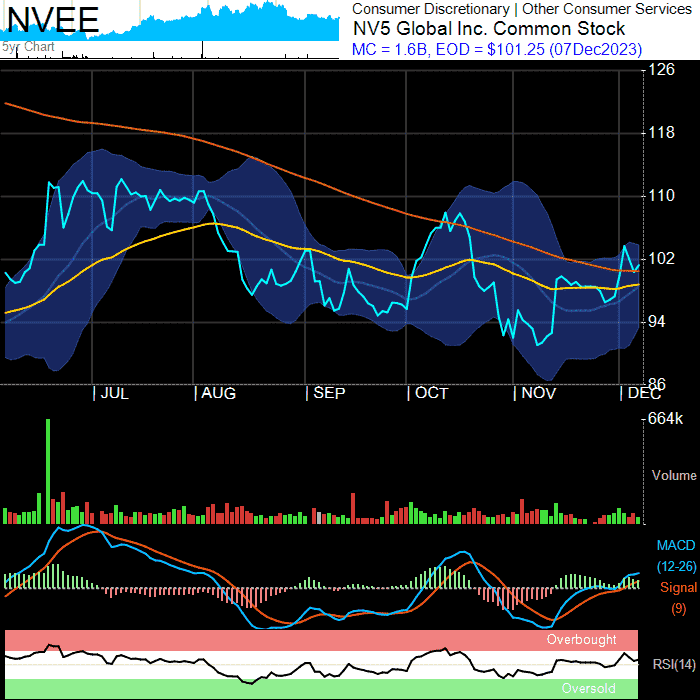 NVEE
5yr Chart
Consumer Discretionary | Other Consumer Services
NV5 Global Inc. Common Stock
MC = 1.6B, EOD = $101.25 (07Dec2023)
126
118
110
102
94
86
JUL AUG SEP OCT NOV DEC
664k
Volume
MACD
(12-26)
Signal
(9)
Overbought
RSI(14)
Oversold